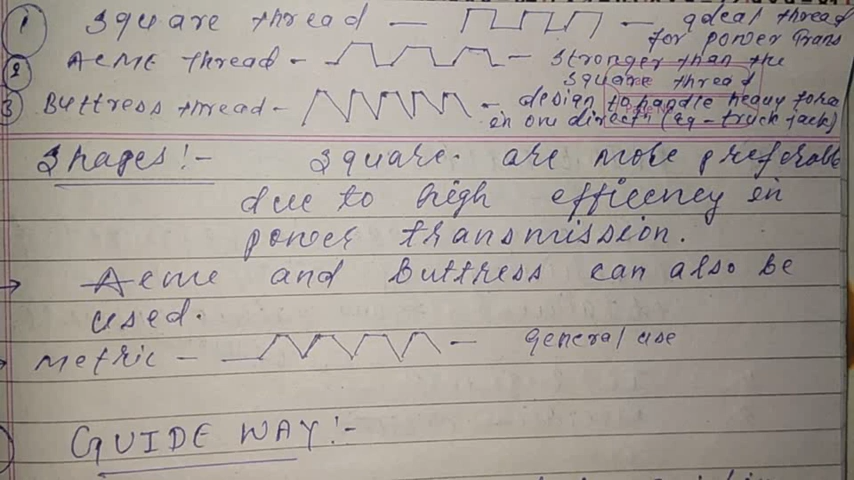 1 Square thread — — ideal thread
for power trans
2 ACME thread - - stronger than the
square thread
3 Buttress thread - - design to handle heavy force
in one directn (eg - truck jack)
Shapes :- Square are more preferable
due to high efficency in
power transmission.
→ Acme and Buttress can also be
used.
→ Metric - - general use
GUIDE WAY :-